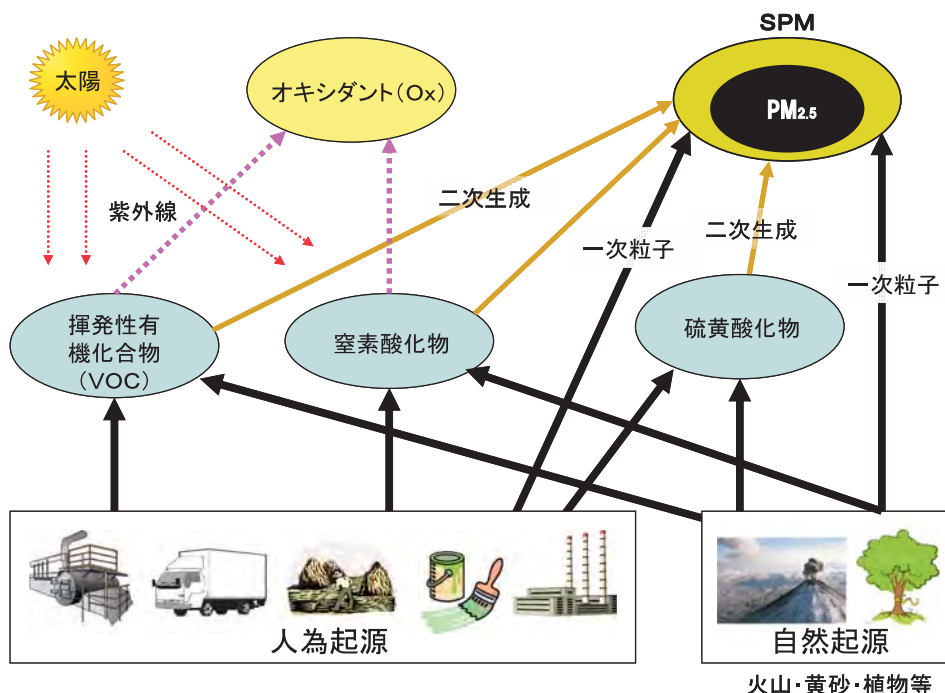 SPM
太陽
オキシダント(Ox)
PM2.5
紫外線
二次生成
一次粒子
二次生成
一次粒子
揮発性有
機化合物
(VOC)
窒素酸化物
硫黄酸化物
人為起源
自然起源
火山・黄砂・植物等